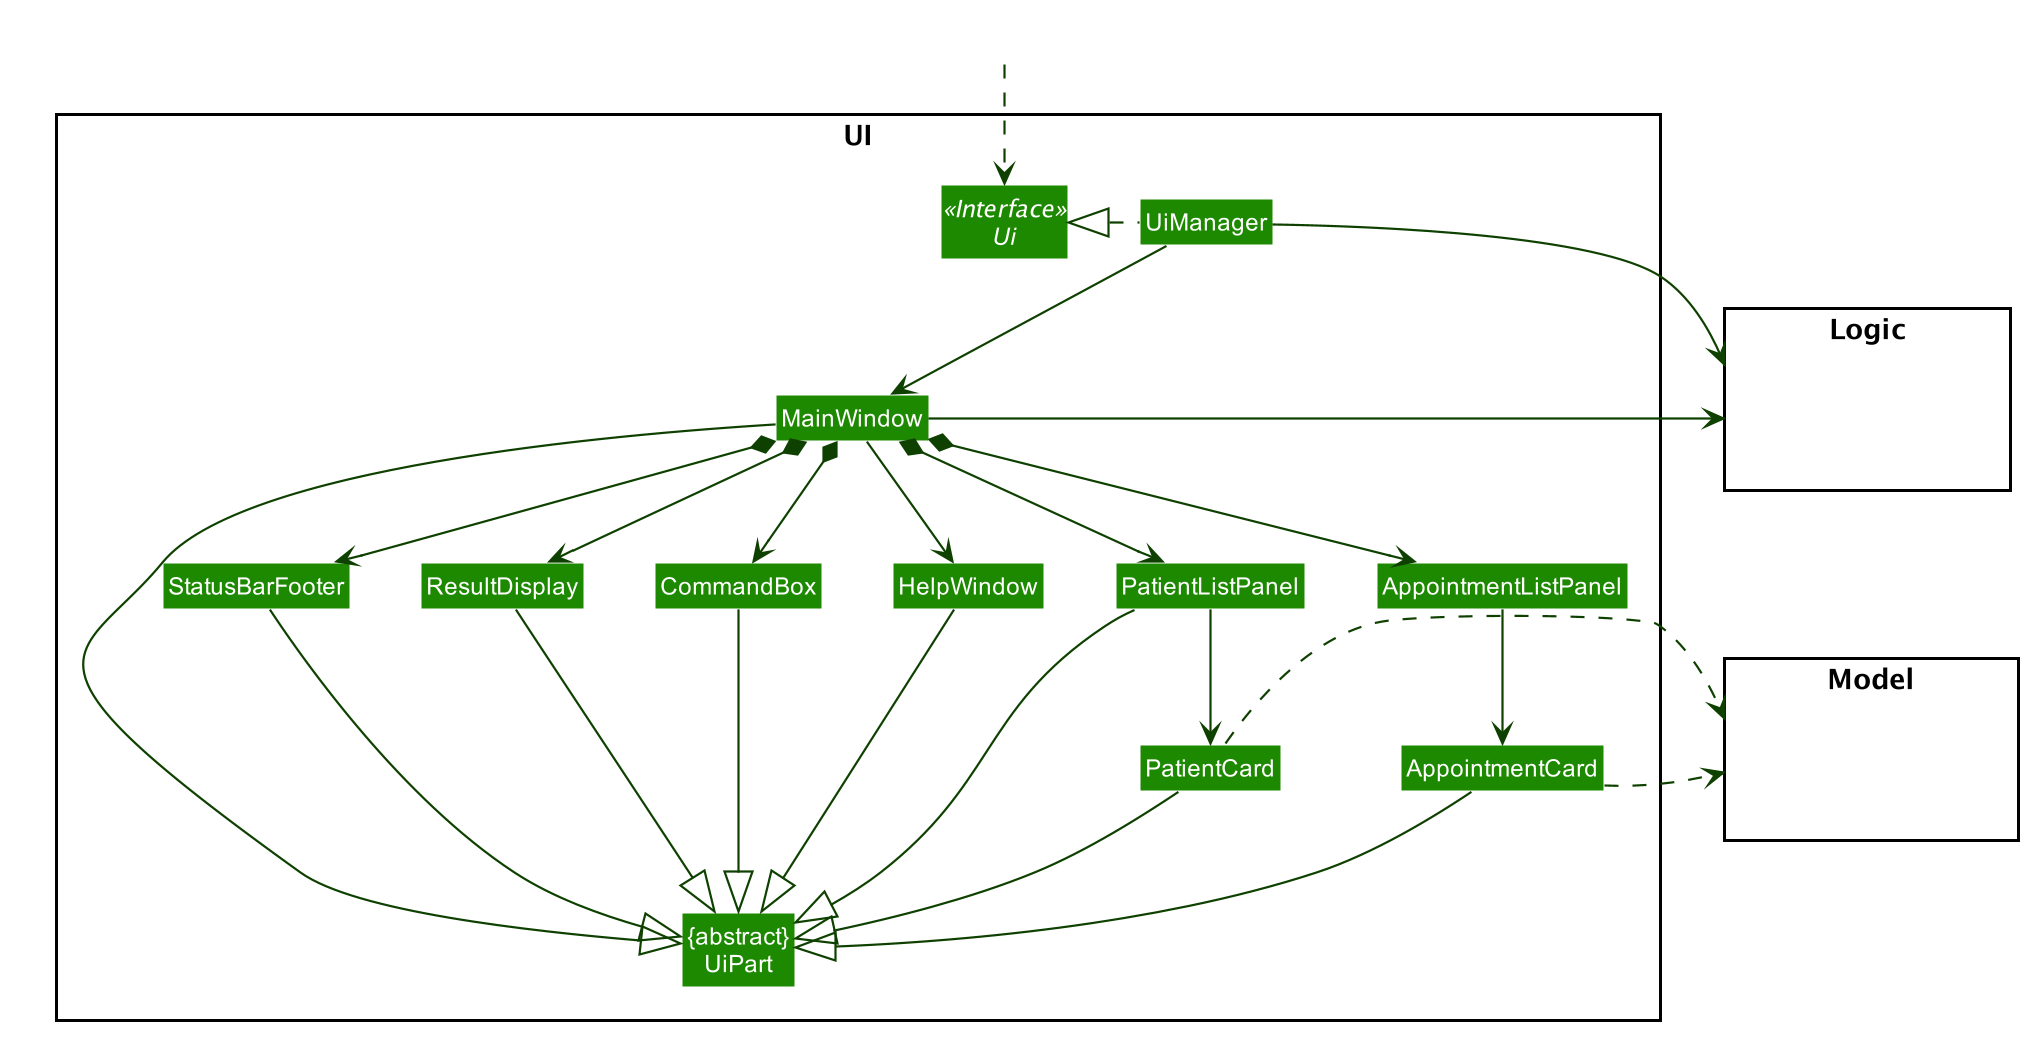 UI
«Interface»
Ui
UiManager
Logic
MainWindow
StatusBarFooter
ResultDisplay
CommandBox
HelpWindow
PatientListPanel
AppointmentListPanel
Model
PatientCard
AppointmentCard
{abstract}
UiPart